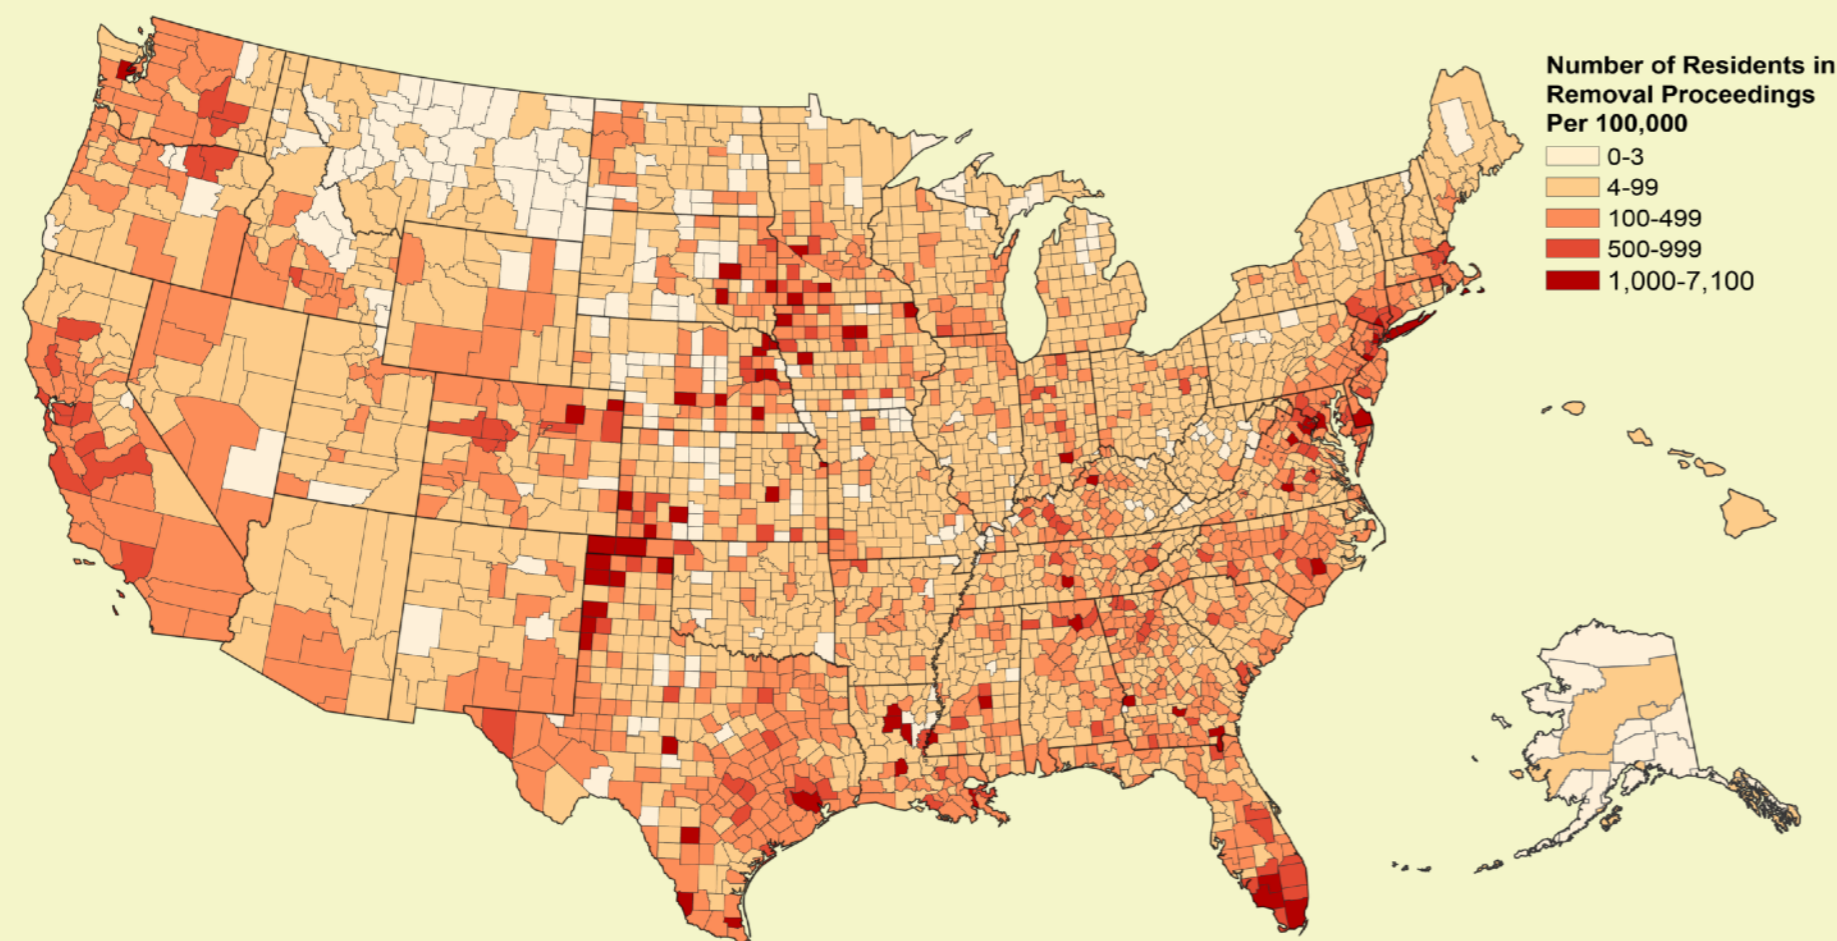 Number of Residents in
Removal Proceedings
Per 100,000
0-3
4-99
100-499
500-999
1,000-7,100